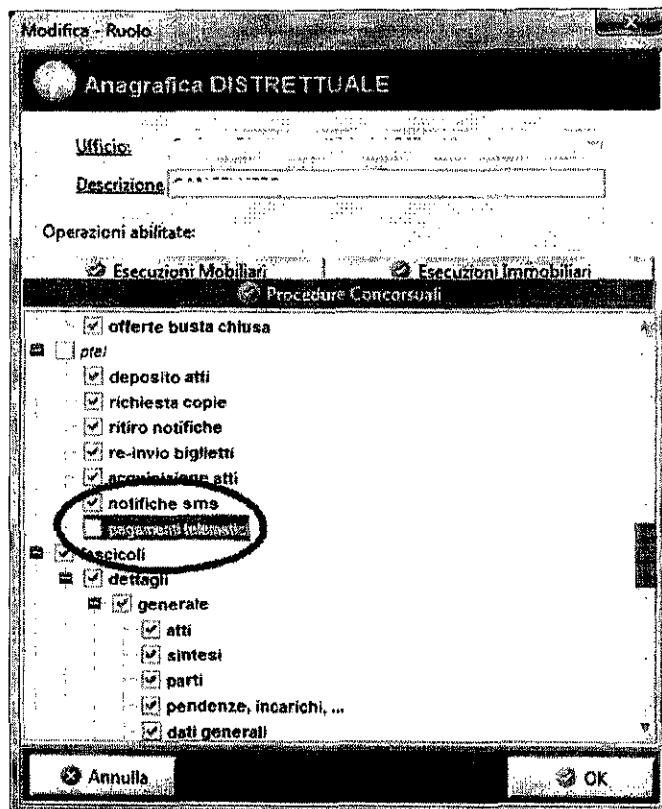 Modifica - Ruolo
Anagrafica DISTRETTUALE
Ufficio:
Descrizione
Operazioni abilitate:
Esecuzioni Mobiliari
Esecuzioni Immobiliari
Procedure Concorsuali
offerte busta chiusa
ptel
deposito atti
richiesta copie
ritiro notifiche
re-invio biglietti
acquisizione atti
notifiche sms
pagamenti telematici
fascicoli
dettagli
generale
atti
sintesi
parti
pendenze, incarichi, ...
dati generali
Annulla
OK